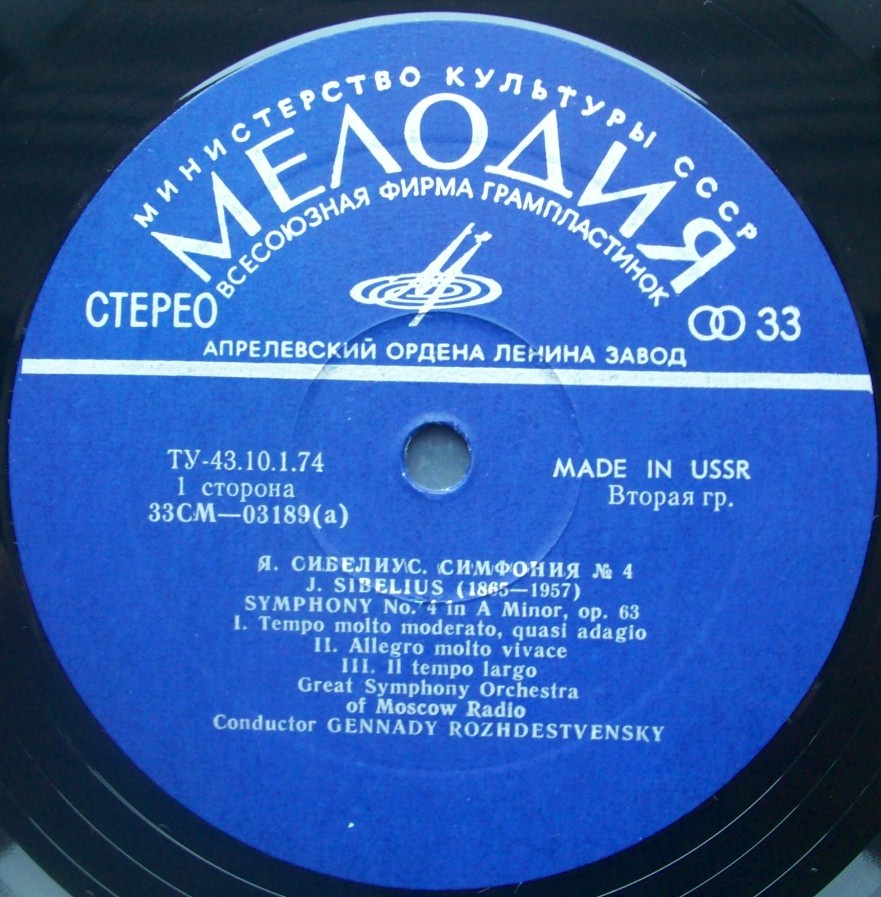 МИНИСТЕРСТВО КУЛЬТУРЫ СССР
МЕЛОДИЯ
ВСЕСОЮЗНАЯ ФИРМА ГРАМПЛАСТИНОК
СТЕРЕО
33
АПРЕЛЕВСКИЙ ОРДЕНА ЛЕНИНА ЗАВОД
ТУ-43.10.1.74
1 сторона
33СМ—03189(а)
MADE IN USSR
Вторая гр.
Я. СИБЕЛИУС. СИМФОНИЯ № 4
J. SIBELIUS (1865—1957)
SYMPHONY No. 4 in A Minor, op. 63
I. Tempo molto moderato, quasi adagio
II. Allegro molto vivace
III. Il tempo largo
Great Symphony Orchestra
of Moscow Radio
Conductor GENNADY ROZHDESTVENSKY